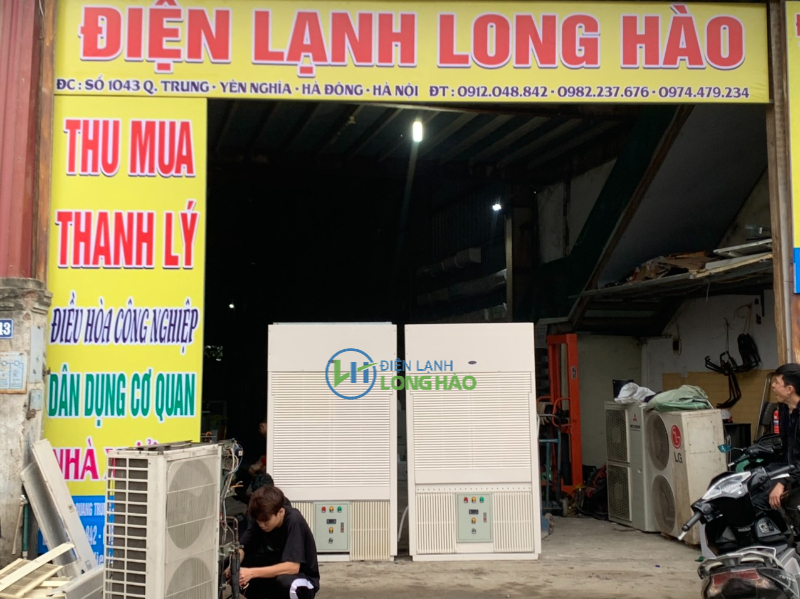 ĐIỆN LẠNH LONG HÀO
ĐC : SỐ 1043 Q. TRUNG - YÊN NGHĨA - HÀ ĐÔNG - HÀ NỘI ĐT : 0912.048.842 - 0982.237.676 - 0974.479.234
THU MUA
THANH LÝ
ĐIỀU HÒA CÔNG NGHIỆP
DÂN DỤNG CƠ QUAN
NHÀ
QUANG
ĐIỆN LẠNH
LONG HÀO
LG